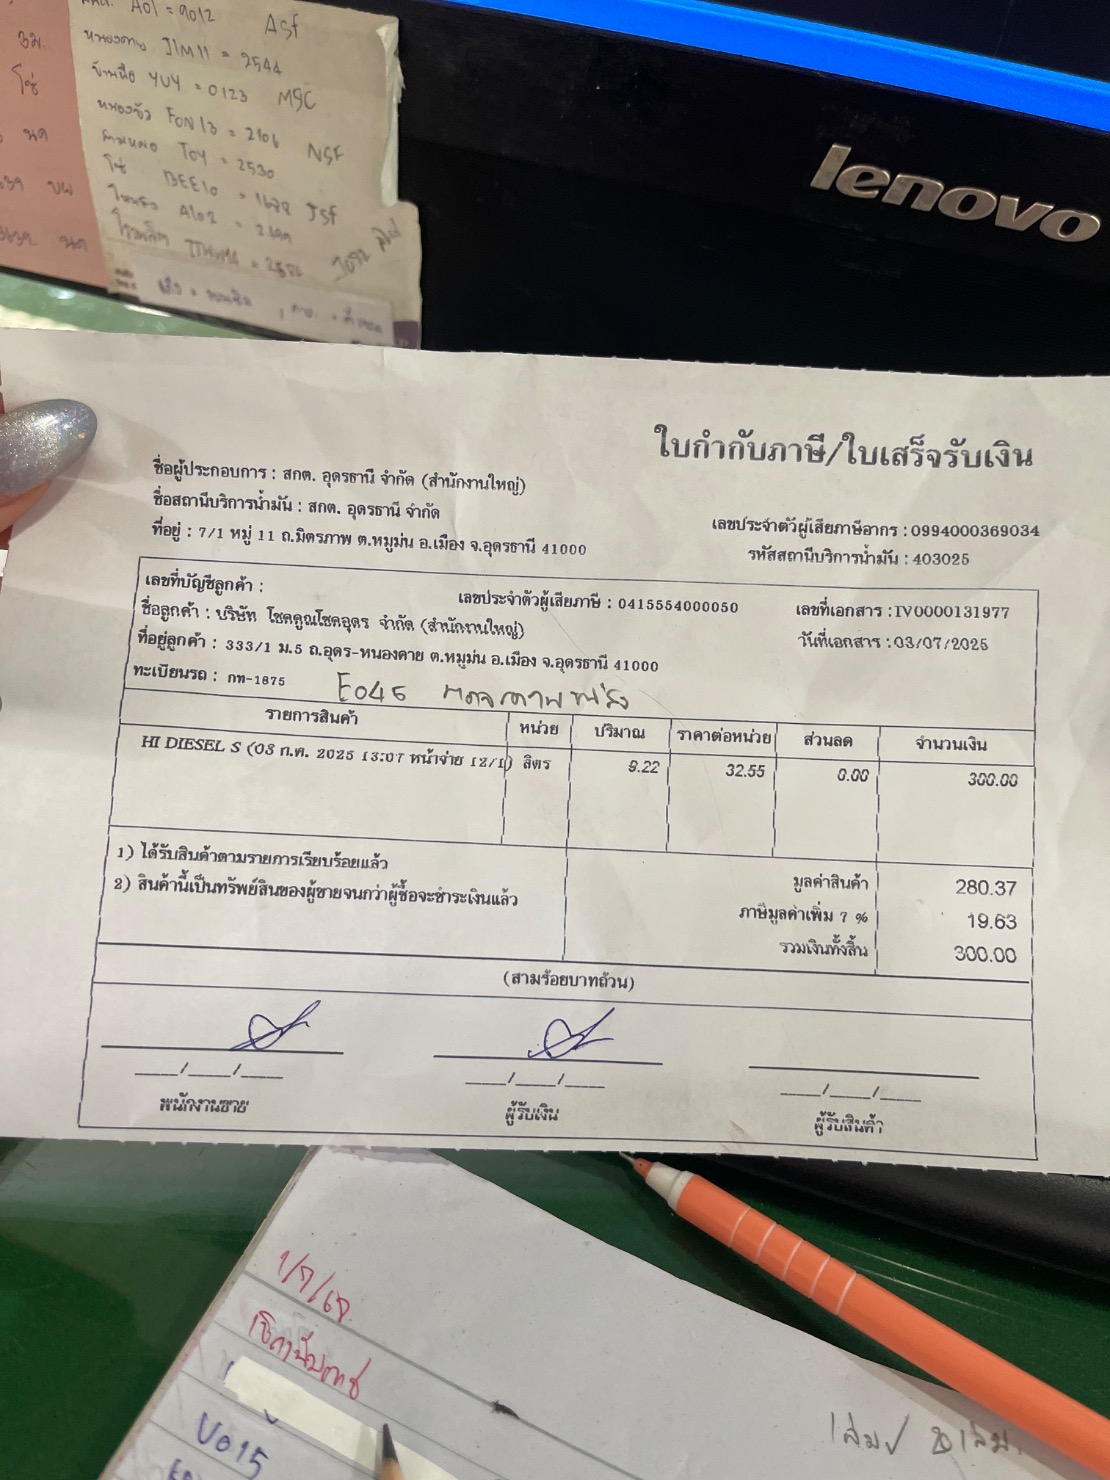 A01 = 9012 ASf
JIM11 = 2544
YUY = 0123 MSC
FON13 = 2106 NSF
TOY = 2530
โซ่ BEE10 = 1678 JSf
A102
lenovo
ใบกำกับภาษี/ใบเสร็จรับเงิน
ชื่อผู้ประกอบการ : สกต. อุดรธานี จำกัด (สำนักงานใหญ่)
ชื่อสถานีบริการน้ำมัน : สกต. อุดรธานี จำกัด
เลขประจำตัวผู้เสียภาษีอากร : 0994000369034
ที่อยู่ : 7/1 หมู่ 11 ถ.มิตรภาพ ต.หมูม่น อ.เมือง จ.อุดรธานี 41000
รหัสสถานีบริการน้ำมัน : 403025
เลขที่บัญชีลูกค้า :
เลขประจำตัวผู้เสียภาษี : 0415554000050
เลขที่เอกสาร : IV0000131977
ชื่อลูกค้า : บริษัท โชคคูณโชคอุดร จำกัด (สำนักงานใหญ่)
วันที่เอกสาร : 03/07/2025
ที่อยู่ลูกค้า : 333/1 ม.5 ถ.อุดร-หนองคาย ต.หมูม่น อ.เมือง จ.อุดรธานี 41000
ทะเบียนรถ : กท-1875 E045
รายการสินค้า หน่วย ปริมาณ ราคาต่อหน่วย ส่วนลด จำนวนเงิน
HI DIESEL S (03 ก.ค. 2025 13:07 หน้าจ่าย 12/1) ลิตร 9.22 32.55 0.00 300.00
1) ได้รับสินค้าตามรายการเรียบร้อยแล้ว
2) สินค้านี้เป็นทรัพย์สินของผู้ขายจนกว่าผู้ซื้อจะชำระเงินแล้ว
มูลค่าสินค้า 280.37
ภาษีมูลค่าเพิ่ม 7 % 19.63
รวมเงินทั้งสิ้น 300.00
(สามร้อยบาทถ้วน)
____/____/____ ____/____/____ ____/____/____
พนักงานขาย ผู้รับเงิน ผู้รับสินค้า
1/7/68
U015